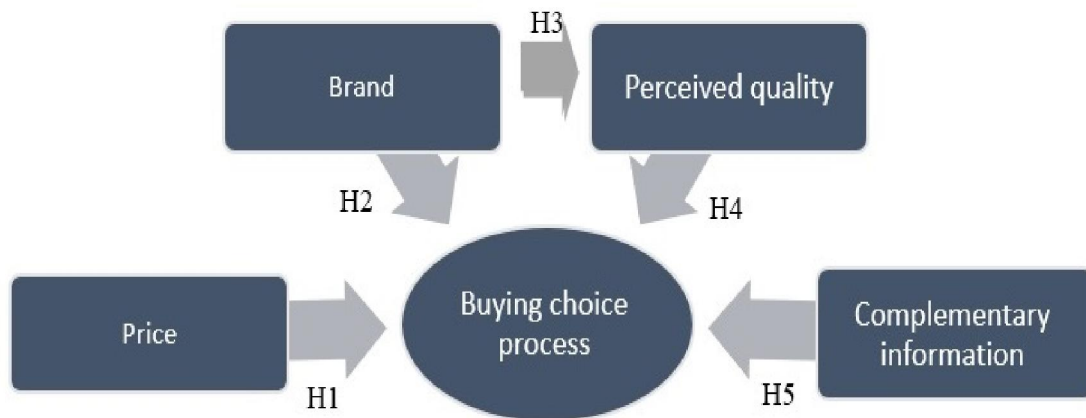 H3
Brand
Perceived quality
H2
H4
Price
Buying choice
process
Complementary
information
H1
H5